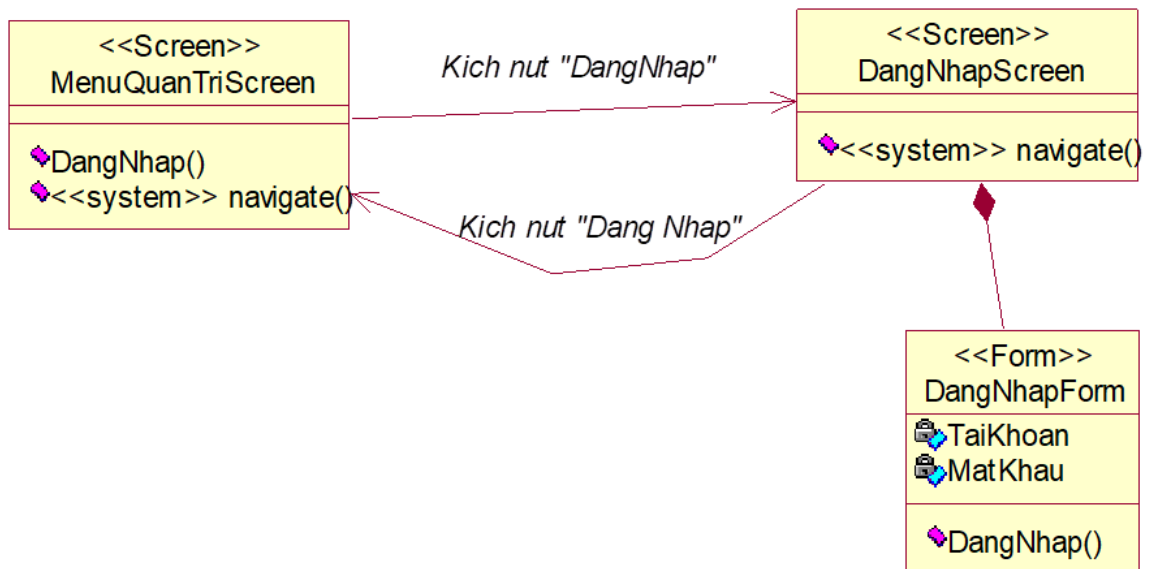 <<Screen>>
MenuQuanTriScreen
DangNhap()
<<system>> navigate()
Kich nut "DangNhap"
<<Screen>>
DangNhapScreen
<<system>> navigate()
Kich nut "Dang Nhap"
<<Form>>
DangNhapForm
TaiKhoan
MatKhau
DangNhap()